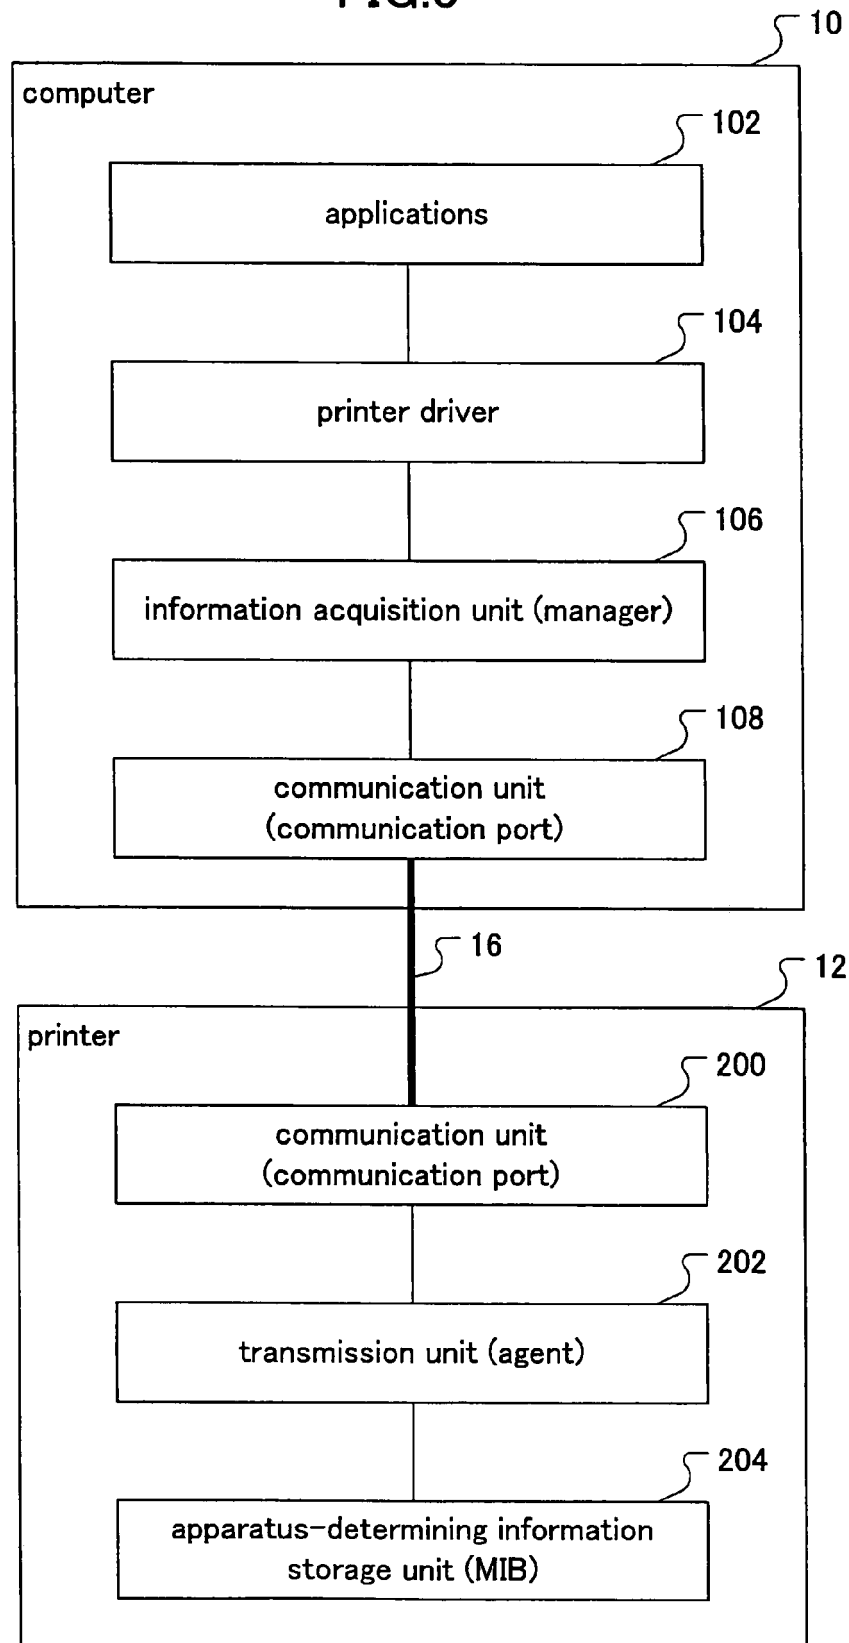 10
computer
102
applications
104
printer driver
106
information acquisition unit (manager)
108
communication unit
(communication port)
16
12
printer
200
communication unit
(communication port)
202
transmission unit (agent)
204
apparatus-determining information
storage unit (MIB)